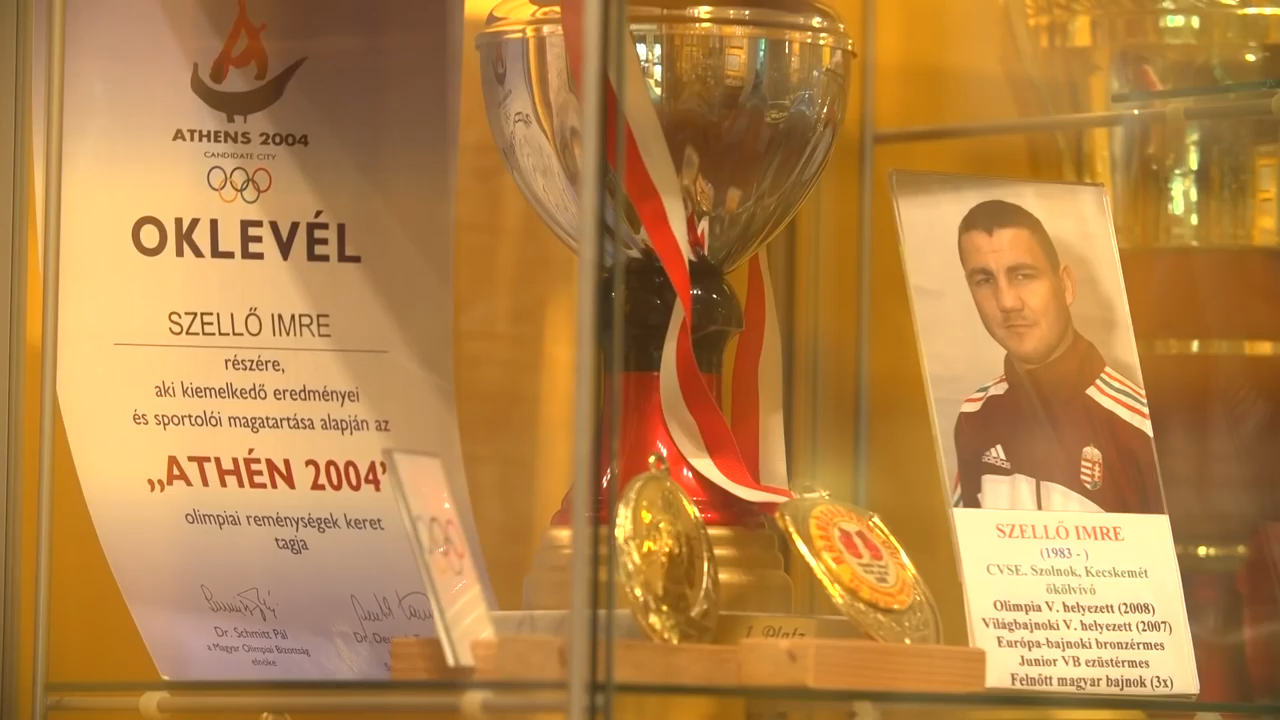 ATHENS 2004
CANDIDATE CITY
OKLEVÉL
SZELLŐ IMRE
részére,
aki kiemelkedő eredményei
és sportolói magatartása alapján az
„ATHÉN 2004"
olimpiai reménységek keret
tagja
Dr. Schmitt Pál
a Magyar Olimpiai Bizottság
elnöke
1. Platz
adidas
SZELLŐ IMRE
(1983 - )
CVSE. Szolnok, Kecskemét
ökölvívó
Olimpia V. helyezett (2008)
Világbajnoki V. helyezett (2007)
Európa-bajnoki bronzérmes
Junior VB ezüstérmes
Felnőtt magyar bajnok (3x)